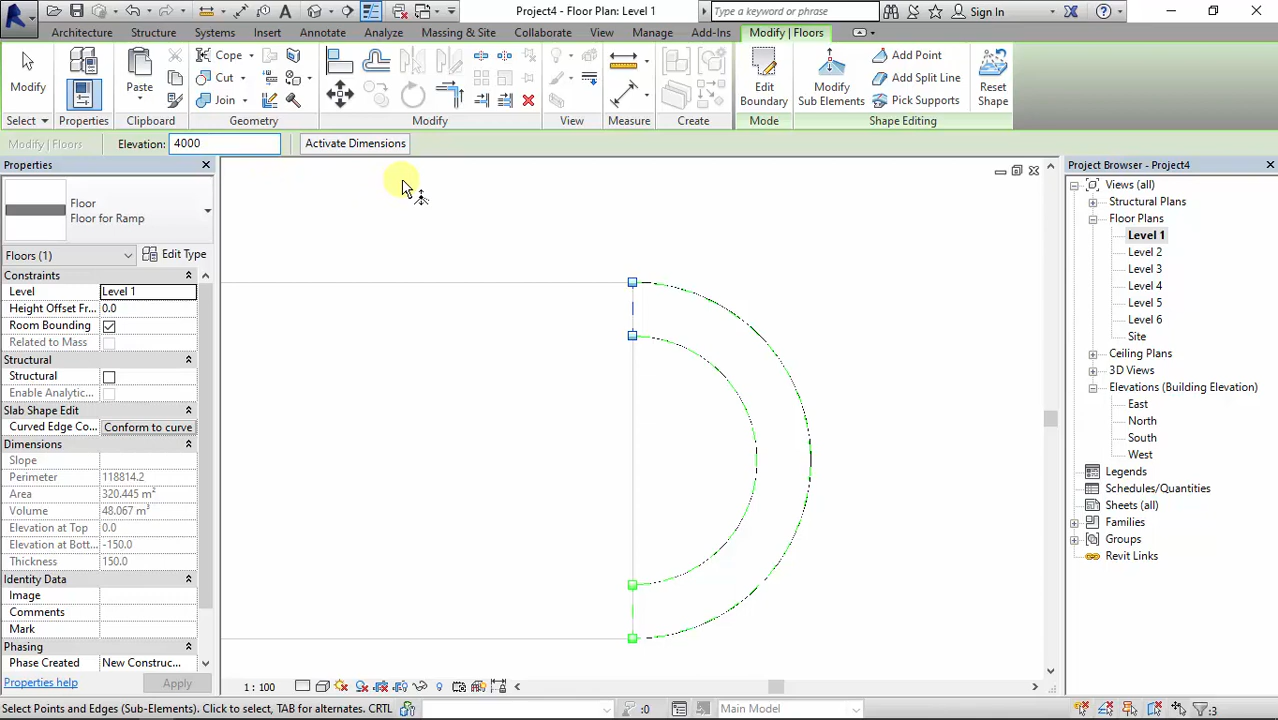 Project4 - Floor Plan: Level 1
Type a keyword or phrase
Sign In
Architecture
Structure
Systems
Insert
Annotate
Analyze
Massing & Site
Collaborate
View
Manage
Add-Ins
Modify | Floors
Modify
Paste
Cope
Cut
Join
Edit
Boundary
Modify
Sub Elements
Add Point
Add Split Line
Pick Supports
Reset
Shape
Select
Properties
Clipboard
Geometry
Modify
View
Measure
Create
Mode
Shape Editing
Modify | Floors
Elevation: 4000
Activate Dimensions
Properties
Floor
Floor for Ramp
Floors (1)
Edit Type
Constraints
Level Level 1
Height Offset Fr... 0.0
Room Bounding
Related to Mass
Structural
Structural
Enable Analytic...
Slab Shape Edit
Curved Edge Co... Conform to curve
Dimensions
Slope
Perimeter 118814.2
Area 320.445 m²
Volume 48.067 m³
Elevation at Top 0.0
Elevation at Bott... -150.0
Thickness 150.0
Identity Data
Image
Comments
Mark
Phasing
Phase Created New Construc...
Properties help
Apply
1 : 100
Project Browser - Project4
Views (all)
Structural Plans
Floor Plans
Level 1
Level 2
Level 3
Level 4
Level 5
Level 6
Site
Ceiling Plans
3D Views
Elevations (Building Elevation)
East
North
South
West
Legends
Schedules/Quantities
Sheets (all)
Families
Groups
Revit Links
Select Points and Edges (Sub-Elements). Click to select, TAB for alternates. CRTL
:0
Main Model
:3